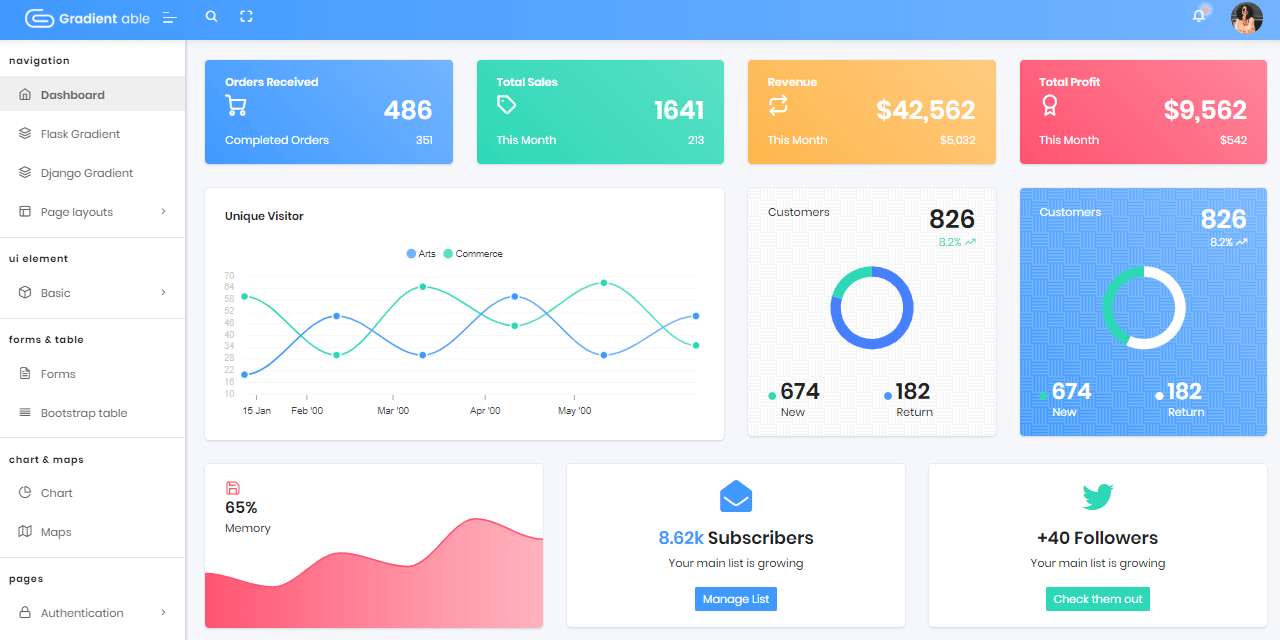 Gradient able
navigation
Dashboard
Flask Gradient
Django Gradient
Page layouts
ui element
Basic
forms & table
Forms
Bootstrap table
chart & maps
Chart
Maps
pages
Authentication
Orders Received
486
Completed Orders 351
Total Sales
1641
This Month 213
Revenue
$42,562
This Month $5,032
Total Profit
$9,562
This Month $542
Unique Visitor
Arts Commerce
70
64
58
52
46
40
34
28
22
16
10
15 Jan Feb '00 Mar '00 Apr '00 May '00
Customers 826
8.2%
674 182
New Return
Customers 826
8.2%
674 182
New Return
65%
Memory
8.62k Subscribers
Your main list is growing
Manage List
+40 Followers
Your main list is growing
Check them out